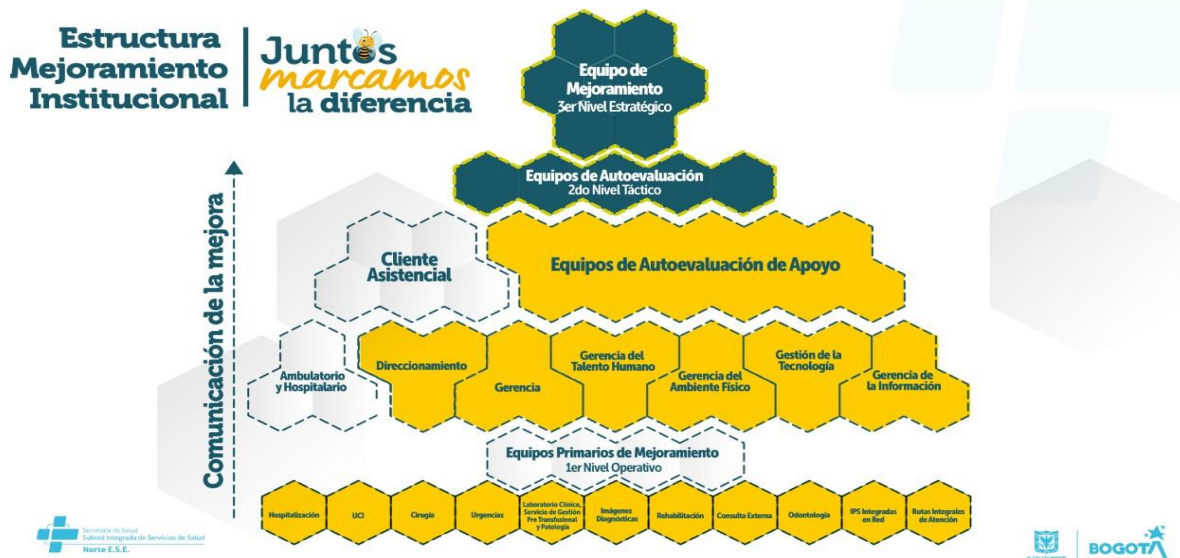 Estructura
Mejoramiento
Institucional
Juntos
marcamos
la diferencia
Equipo de
Mejoramiento
3er Nivel Estratégico
Equipos de Autoevaluación
2do Nivel Táctico
Comunicación de la mejora
Cliente
Asistencial
Equipos de Autoevaluación de Apoyo
Ambulatorio
y Hospitalario
Direccionamiento
Gerencia
Gerencia del
Talento Humano
Gerencia del
Ambiente Físico
Gestión de la
Tecnología
Gerencia de
la Información
Equipos Primarios de Mejoramiento
1er Nivel Operativo
Hospitalización
UCI
Cirugía
Urgencias
Laboratorio Clínico,
Servicio de Gestión
Pre Transfusional
y Patología
Imágenes
Diagnósticas
Rehabilitación
Consulta Externa
Odontología
IPS Integradas
en Red
Rutas Integrales
de Atención
Secretaría de Salud
Subred Integrada de Servicios de Salud
Norte E.S.E.
BOGOTÁ